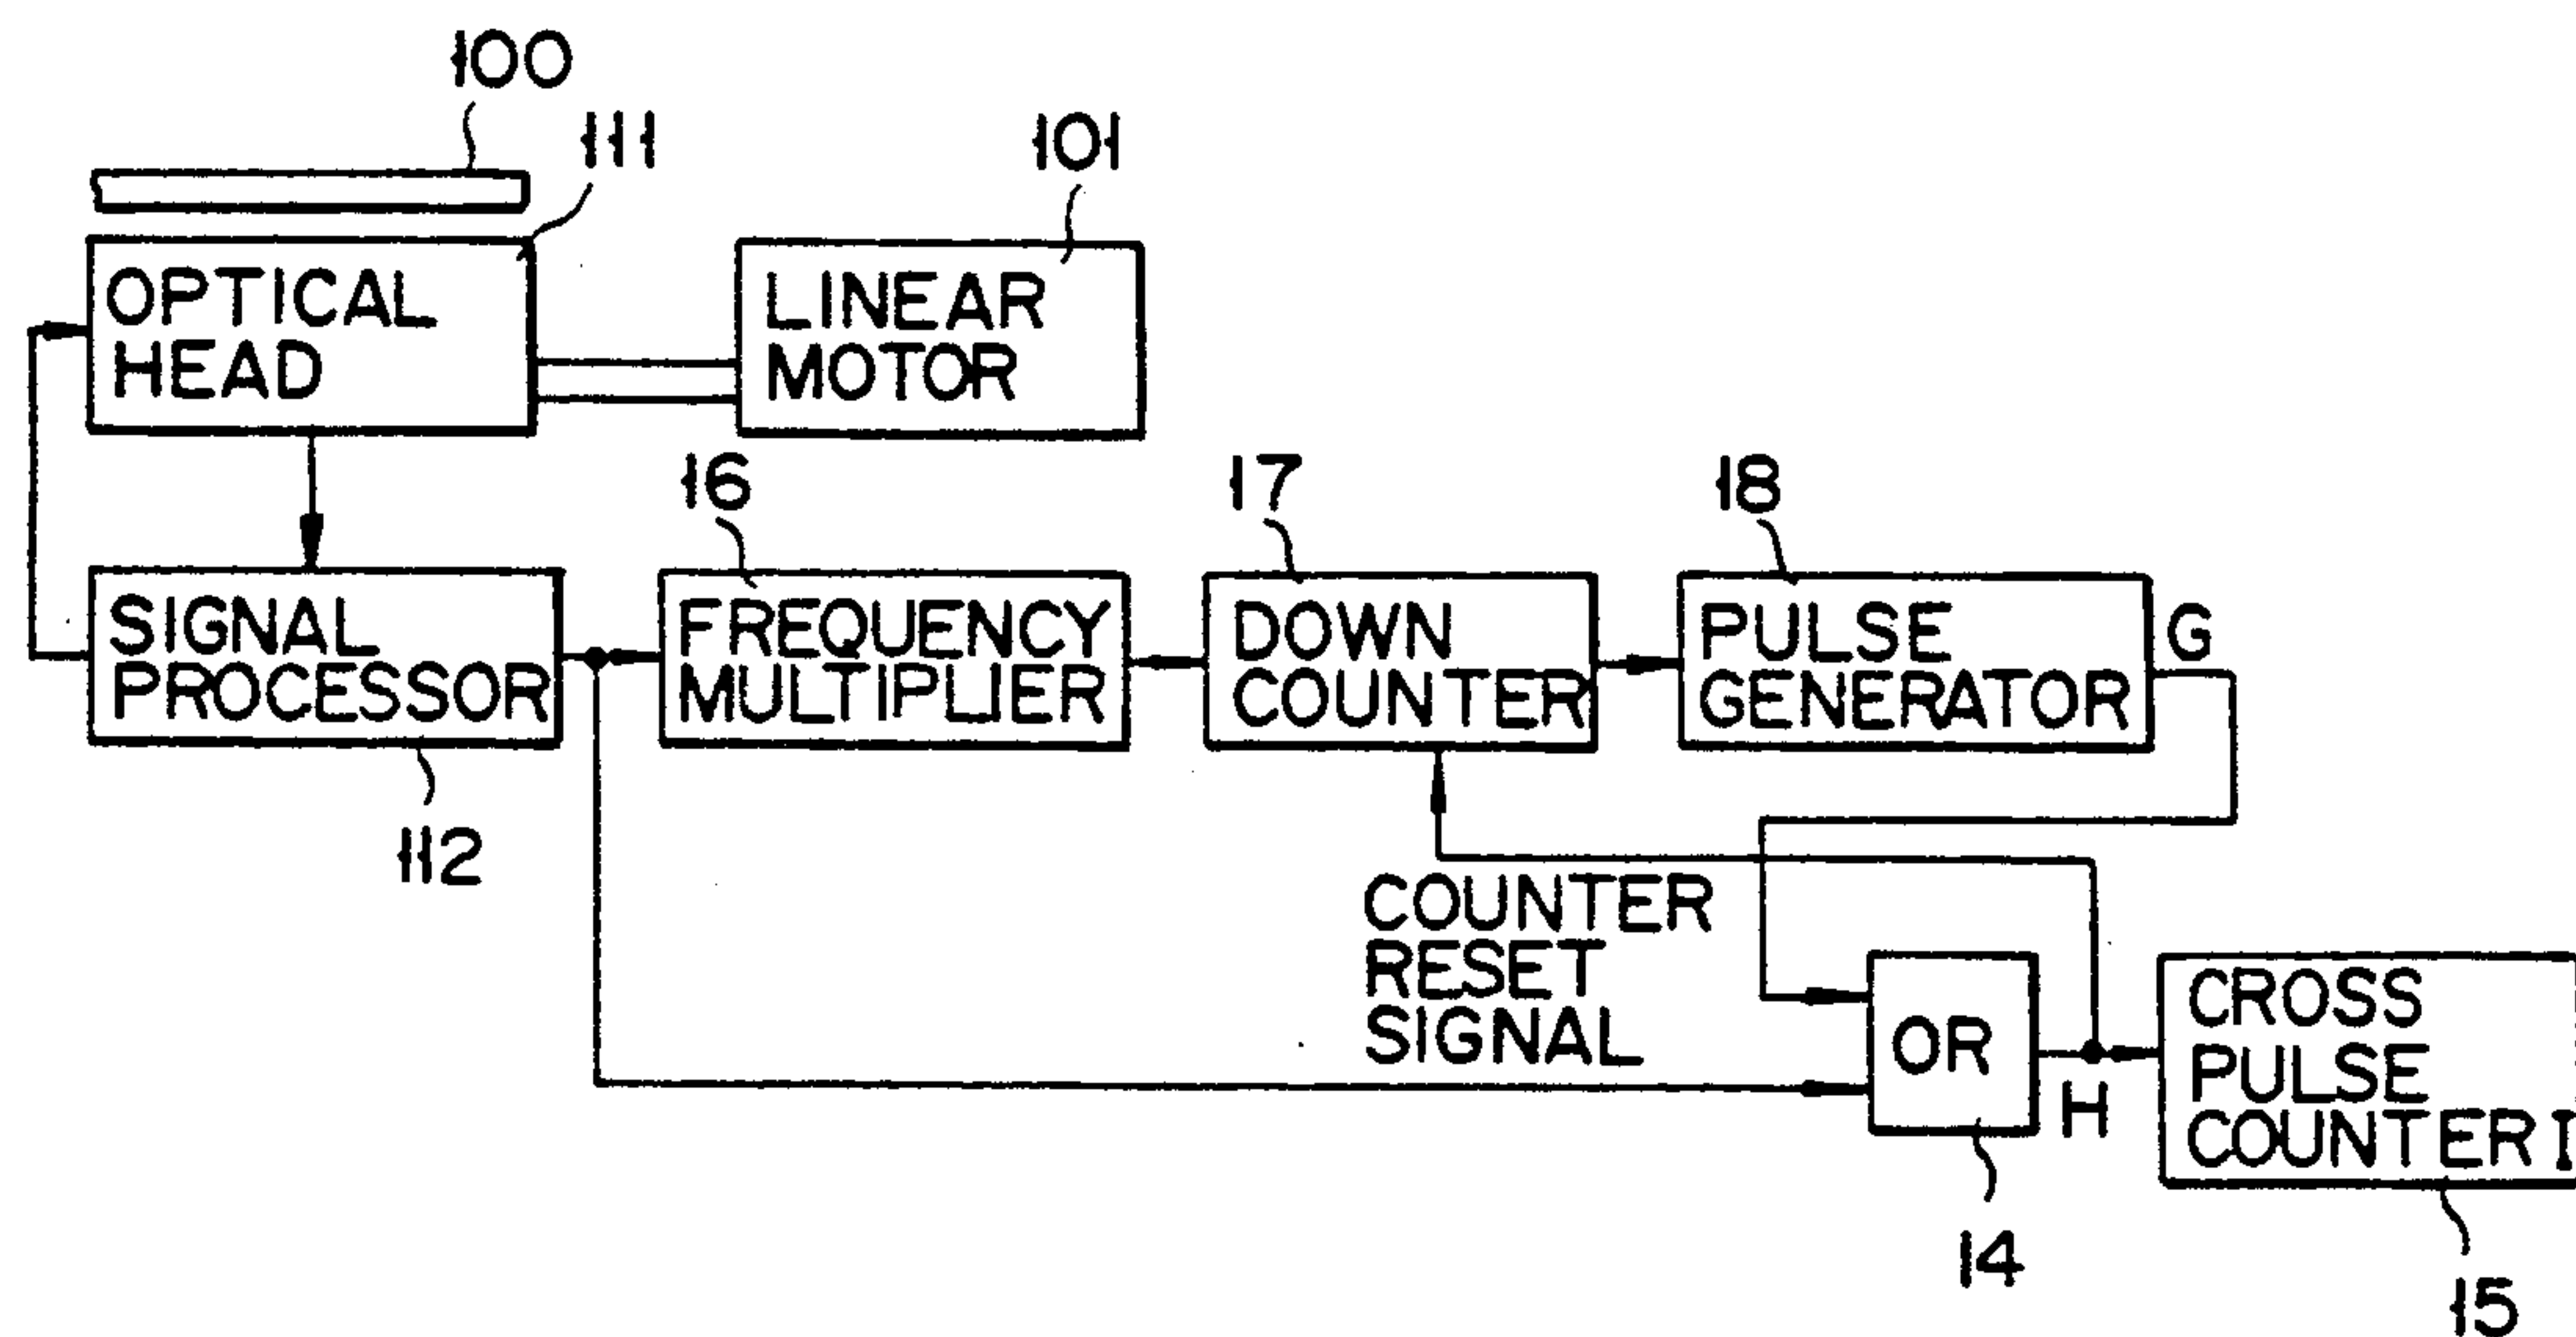 100
111
101
OPTICAL
HEAD
LINEAR
MOTOR
16
17
18
SIGNAL
PROCESSOR
FREQUENCY
MULTIPLIER
DOWN
COUNTER
PULSE
GENERATOR
G
112
COUNTER
RESET
SIGNAL
OR
H
CROSS
PULSE
COUNTER I
14
15